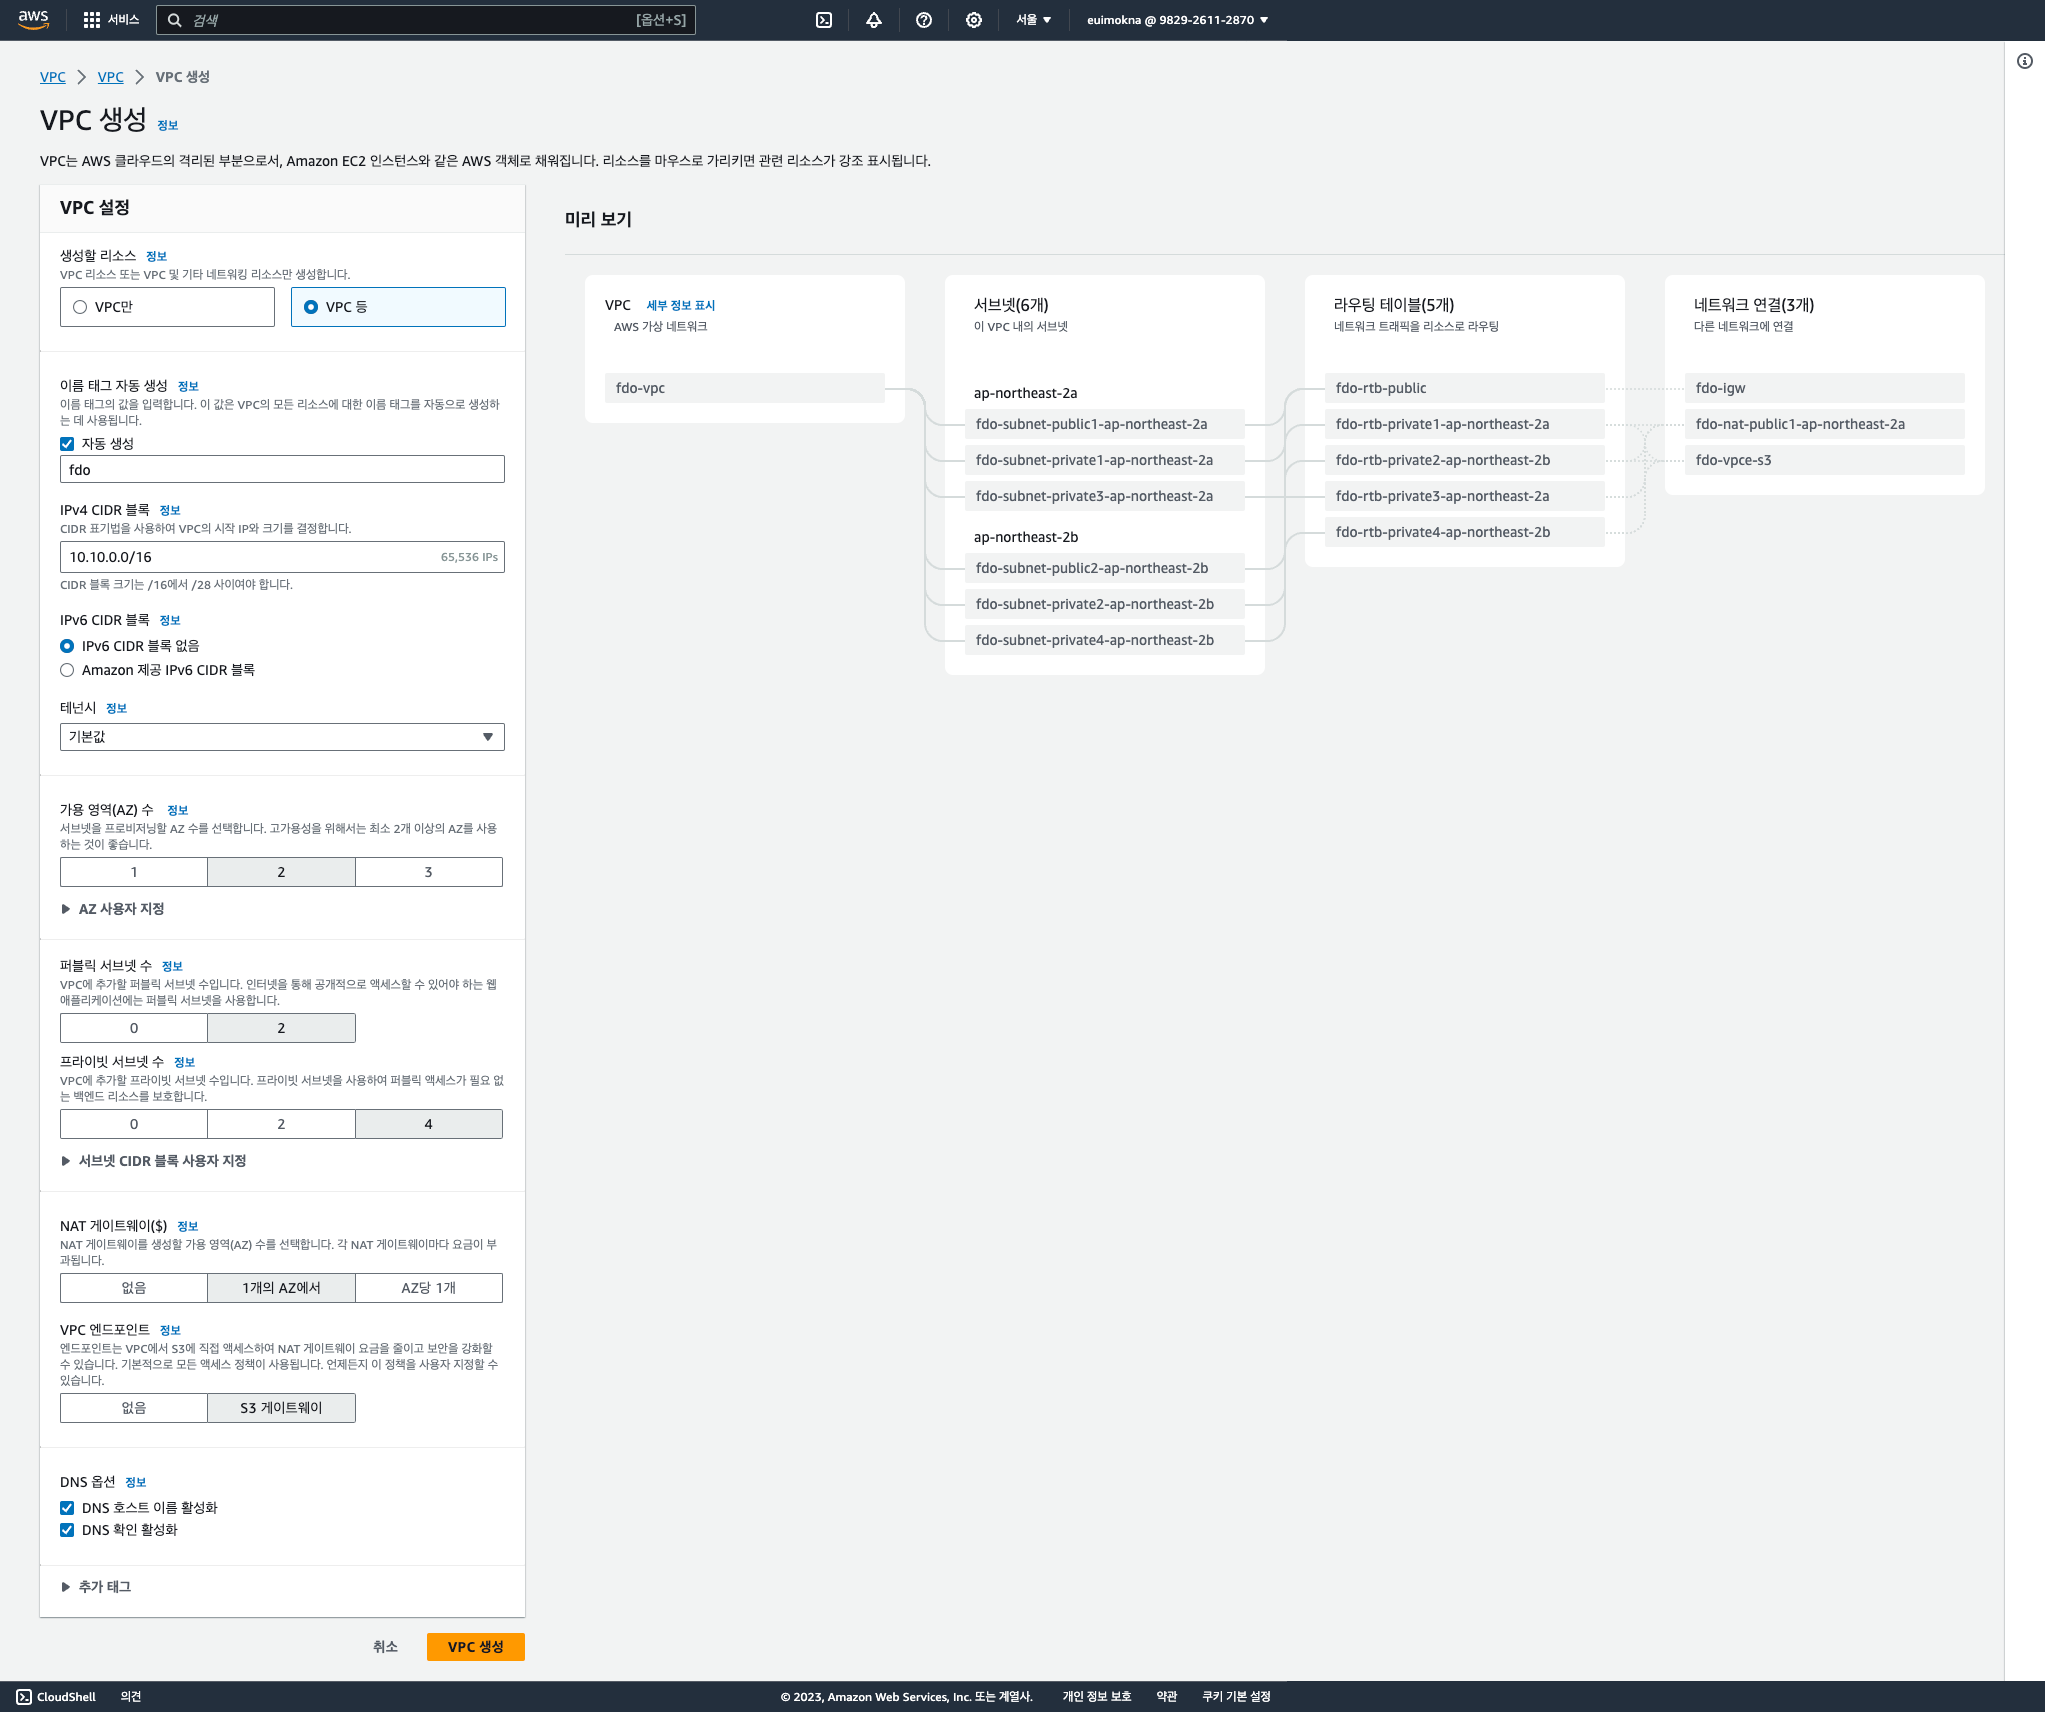 aws
서비스
검색
[옵션+S]
서울
euimokna @ 9829-2611-2870
VPC
VPC
VPC 생성
VPC 생성 정보
VPC는 AWS 클라우드의 격리된 부분으로서, Amazon EC2 인스턴스와 같은 AWS 객체로 채워집니다. 리소스를 마우스로 가리키면 관련 리소스가 강조 표시됩니다.
VPC 설정
생성할 리소스 정보
VPC 리소스 또는 VPC 및 기타 네트워킹 리소스만 생성합니다.
VPC만
VPC 등
이름 태그 자동 생성 정보
이름 태그의 값을 입력합니다. 이 값은 VPC의 모든 리소스에 대한 이름 태그를 자동으로 생성하
는 데 사용됩니다.
자동 생성
fdo
IPv4 CIDR 블록 정보
CIDR 표기법을 사용하여 VPC의 시작 IP와 크기를 결정합니다.
10.10.0.0/16 65,536 IPs
CIDR 블록 크기는 /16에서 /28 사이여야 합니다.
IPv6 CIDR 블록 정보
IPv6 CIDR 블록 없음
Amazon 제공 IPv6 CIDR 블록
테넌시 정보
기본값
가용 영역(AZ) 수 정보
서브넷을 프로비저닝할 AZ 수를 선택합니다. 고가용성을 위해서는 최소 2개 이상의 AZ를 사용
하는 것이 좋습니다.
1 2 3
AZ 사용자 지정
퍼블릭 서브넷 수 정보
VPC에 추가할 퍼블릭 서브넷 수입니다. 인터넷을 통해 공개적으로 액세스할 수 있어야 하는 웹
애플리케이션에는 퍼블릭 서브넷을 사용합니다.
0 2
프라이빗 서브넷 수 정보
VPC에 추가할 프라이빗 서브넷 수입니다. 프라이빗 서브넷을 사용하여 퍼블릭 액세스가 필요 없
는 백엔드 리소스를 보호합니다.
0 2 4
서브넷 CIDR 블록 사용자 지정
NAT 게이트웨이($) 정보
NAT 게이트웨이를 생성할 가용 영역(AZ) 수를 선택합니다. 각 NAT 게이트웨이마다 요금이 부
과됩니다.
없음 1개의 AZ에서 AZ당 1개
VPC 엔드포인트 정보
엔드포인트는 VPC에서 S3에 직접 액세스하여 NAT 게이트웨이 요금을 줄이고 보안을 강화할
수 있습니다. 기본적으로 모든 액세스 정책이 사용됩니다. 언제든지 이 정책을 사용자 지정할 수
있습니다.
없음 S3 게이트웨이
DNS 옵션 정보
DNS 호스트 이름 활성화
DNS 확인 활성화
추가 태그
취소
VPC 생성
미리 보기
VPC 세부 정보 표시
AWS 가상 네트워크
fdo-vpc
서브넷(6개)
이 VPC 내의 서브넷
ap-northeast-2a
fdo-subnet-public1-ap-northeast-2a
fdo-subnet-private1-ap-northeast-2a
fdo-subnet-private3-ap-northeast-2a
ap-northeast-2b
fdo-subnet-public2-ap-northeast-2b
fdo-subnet-private2-ap-northeast-2b
fdo-subnet-private4-ap-northeast-2b
라우팅 테이블(5개)
네트워크 트래픽을 리소스로 라우팅
fdo-rtb-public
fdo-rtb-private1-ap-northeast-2a
fdo-rtb-private2-ap-northeast-2b
fdo-rtb-private3-ap-northeast-2a
fdo-rtb-private4-ap-northeast-2b
네트워크 연결(3개)
다른 네트워크에 연결
fdo-igw
fdo-nat-public1-ap-northeast-2a
fdo-vpce-s3
CloudShell
의견
© 2023, Amazon Web Services, Inc. 또는 계열사.
개인 정보 보호
약관
쿠키 기본 설정